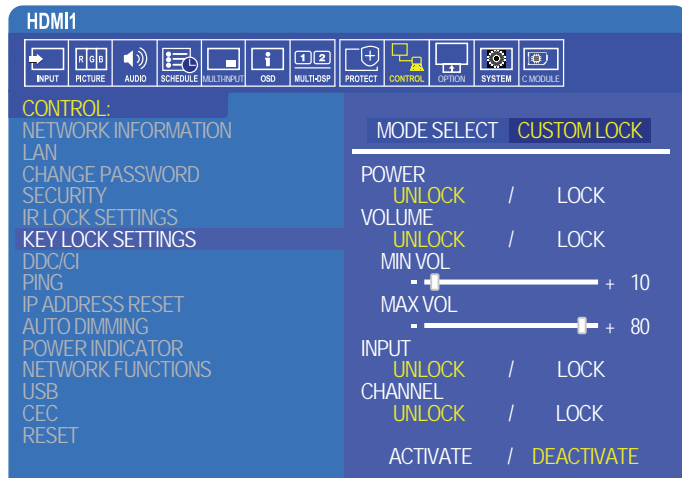 HDMI1
INPUT
R G B
PICTURE
AUDIO
SCHEDULE
MULTI-INPUT
i
OSD
1 2
MULTI-DSP
PROTECT
CONTROL
OPTION
SYSTEM
C MODULE
CONTROL:
NETWORK INFORMATION
LAN
CHANGE PASSWORD
SECURITY
IR LOCK SETTINGS
KEY LOCK SETTINGS
DDC/CI
PING
IP ADDRESS RESET
AUTO DIMMING
POWER INDICATOR
NETWORK FUNCTIONS
USB
CEC
RESET
MODE SELECT CUSTOM LOCK
POWER
UNLOCK / LOCK
VOLUME
UNLOCK / LOCK
MIN VOL
- + 10
MAX VOL
- + 80
INPUT
UNLOCK / LOCK
CHANNEL
UNLOCK / LOCK
ACTIVATE / DEACTIVATE